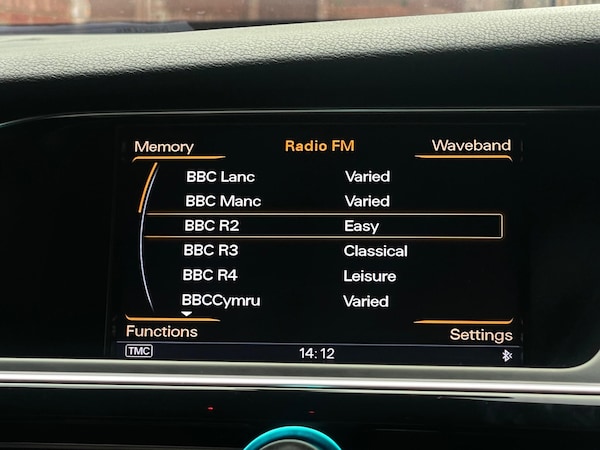 Memory Radio FM Waveband
BBC Lanc Varied
BBC Manc Varied
BBC R2 Easy
BBC R3 Classical
BBC R4 Leisure
BBCCymru Varied
Functions Settings
TMC 14:12